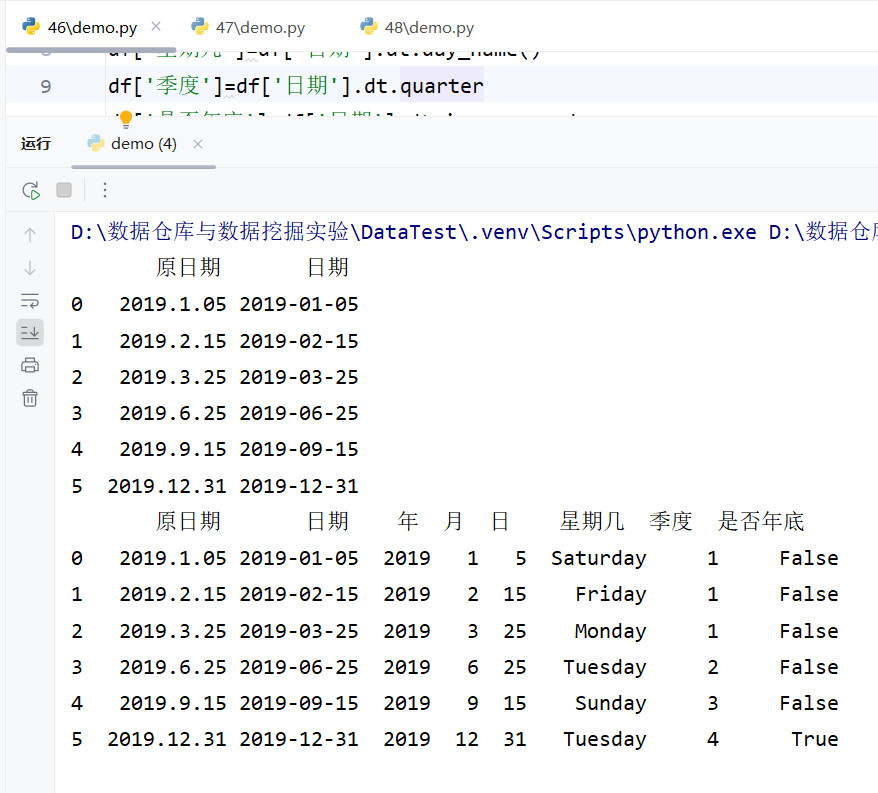 46\demo.py 47\demo.py 48\demo.py
9 df['季度']=df['日期'].dt.quarter
运行 demo (4)
D:\数据仓库与数据挖掘实验\DataTest\.venv\Scripts\python.exe D:\数据仓
原日期 日期
0 2019.1.05 2019-01-05
1 2019.2.15 2019-02-15
2 2019.3.25 2019-03-25
3 2019.6.25 2019-06-25
4 2019.9.15 2019-09-15
5 2019.12.31 2019-12-31
原日期 日期 年 月 日 星期几 季度 是否年底
0 2019.1.05 2019-01-05 2019 1 5 Saturday 1 False
1 2019.2.15 2019-02-15 2019 2 15 Friday 1 False
2 2019.3.25 2019-03-25 2019 3 25 Monday 1 False
3 2019.6.25 2019-06-25 2019 6 25 Tuesday 2 False
4 2019.9.15 2019-09-15 2019 9 15 Sunday 3 False
5 2019.12.31 2019-12-31 2019 12 31 Tuesday 4 True